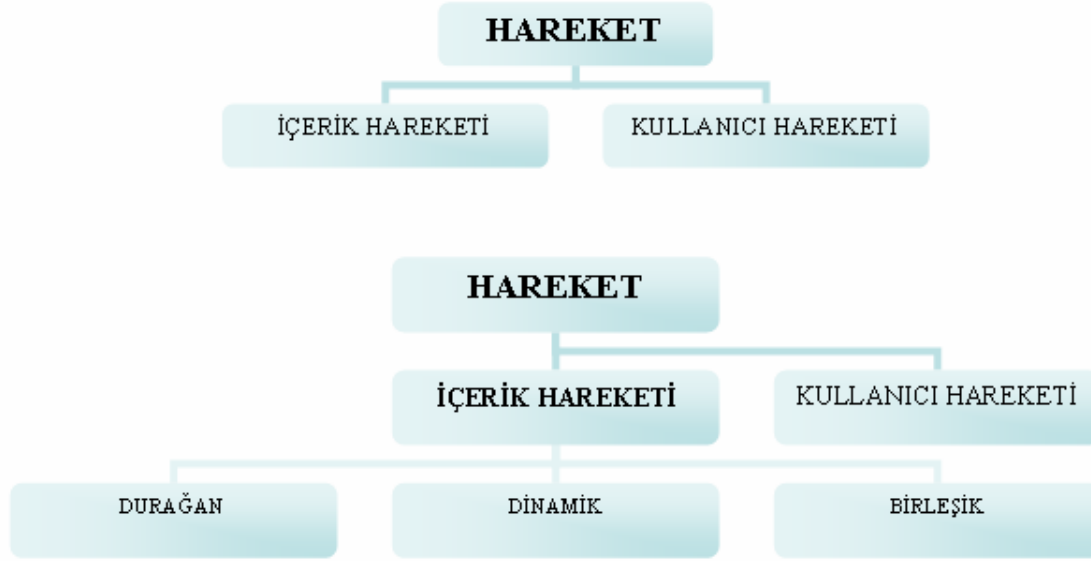 HAREKET
İÇERİK HAREKETİ
KULLANICI HAREKETİ
HAREKET
İÇERİK HAREKETİ
KULLANICI HAREKETİ
DURAĞAN
DİNAMİK
BİRLEŞİK